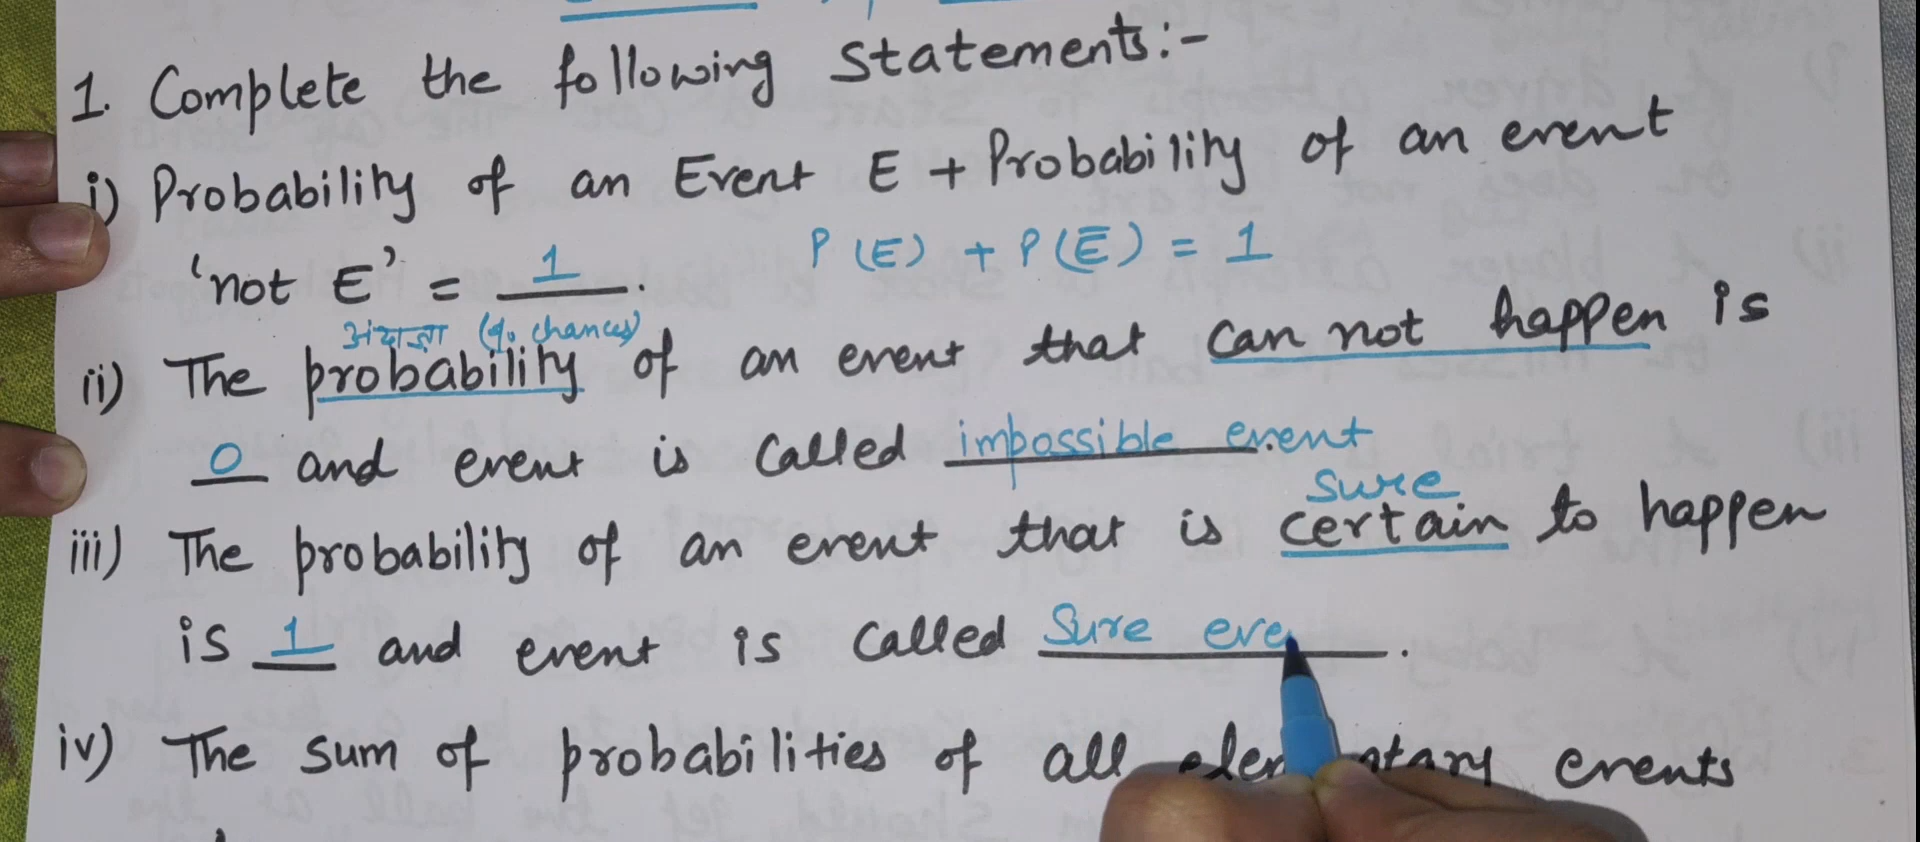 1. Complete the following statements:-
i) Probability of an Event E + Probability of an event
'not E' = 1. P(E) + P(E̅) = 1
अंदाज़ा (% chances)
ii) The probability of an event that can not happen is
0 and event is called impossible event.
sure
iii) The probability of an event that is certain to happen
is 1 and event is called Sure eve.
iv) The sum of probabilities of all events